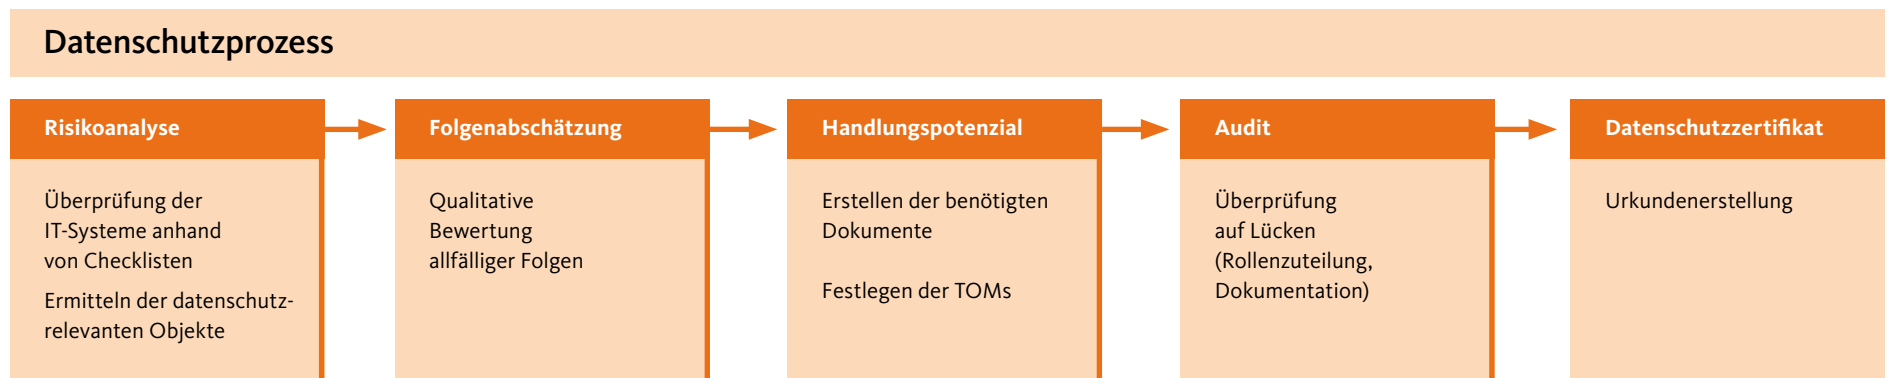 Datenschutzprozess
Risikoanalyse
Überprüfung der
IT-Systeme anhand
von Checklisten
Ermitteln der datenschutz-
relevanten Objekte
Folgenabschätzung
Qualitative
Bewertung
allfälliger Folgen
Handlungspotenzial
Erstellen der benötigten
Dokumente
Festlegen der TOMs
Audit
Überprüfung
auf Lücken
(Rollenzuteilung,
Dokumentation)
Datenschutzzertifikat
Urkundenerstellung